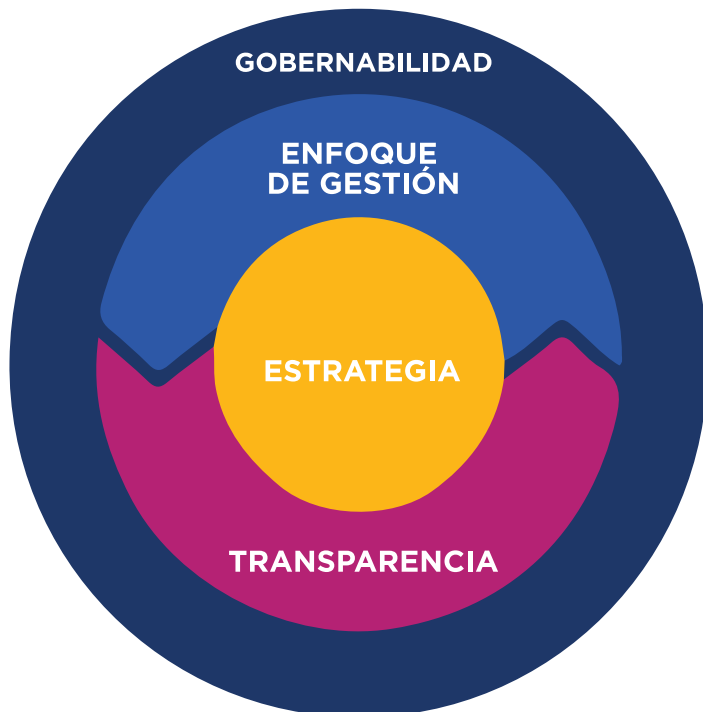 GOBERNABILIDAD
ENFOQUE
DE GESTIÓN
ESTRATEGIA
TRANSPARENCIA